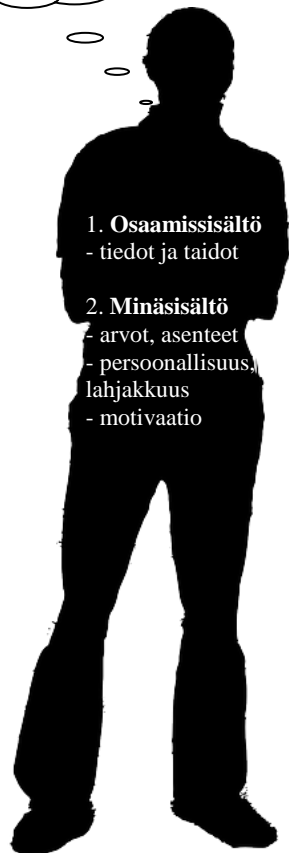 1. Osaamissisältö
- tiedot ja taidot
2. Minäsisältö
- arvot, asenteet
- persoonallisuus,
lahjakkuus
- motivaatio